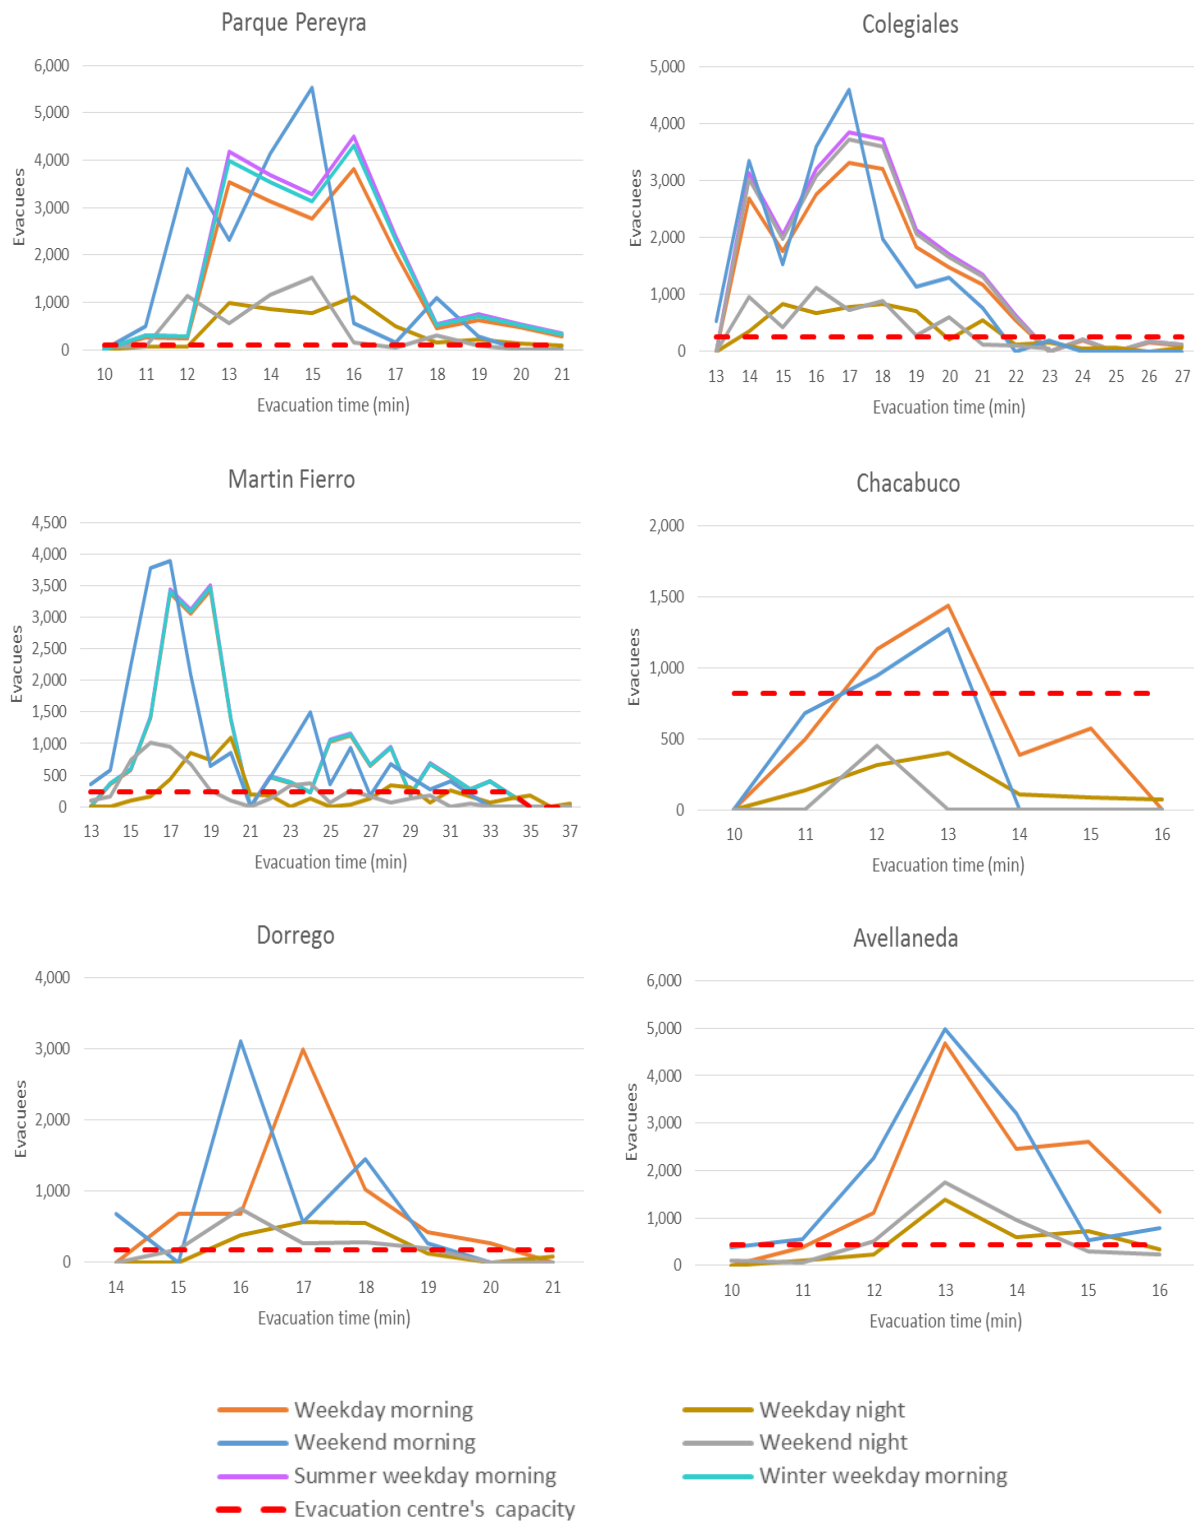 Parque Pereyra
6,000
5,000
4,000
3,000
2,000
1,000
0
Evacuees
10 11 12 13 14 15 16 17 18 19 20 21
Evacuation time (min)
Colegiales
5,000
4,000
3,000
2,000
1,000
0
Evacuees
13 14 15 16 17 18 19 20 21 22 23 24 25 26 27
Evacuation time (min)
Martin Fierro
4,500
4,000
3,500
3,000
2,500
2,000
1,500
1,000
500
0
Evacuees
13 15 17 19 21 23 25 27 29 31 33 35 37
Evacuation time (min)
Chacabuco
2,000
1,500
1,000
500
0
Evacuees
10 11 12 13 14 15 16
Evacuation time (min)
Dorrego
4,000
3,000
2,000
1,000
0
Evacuees
14 15 16 17 18 19 20 21
Evacuation time (min)
Avellaneda
6,000
5,000
4,000
3,000
2,000
1,000
0
Evacuees
10 11 12 13 14 15 16
Evacuation time (min)
Weekday morning
Weekday night
Weekend morning
Weekend night
Summer weekday morning
Winter weekday morning
Evacuation centre's capacity